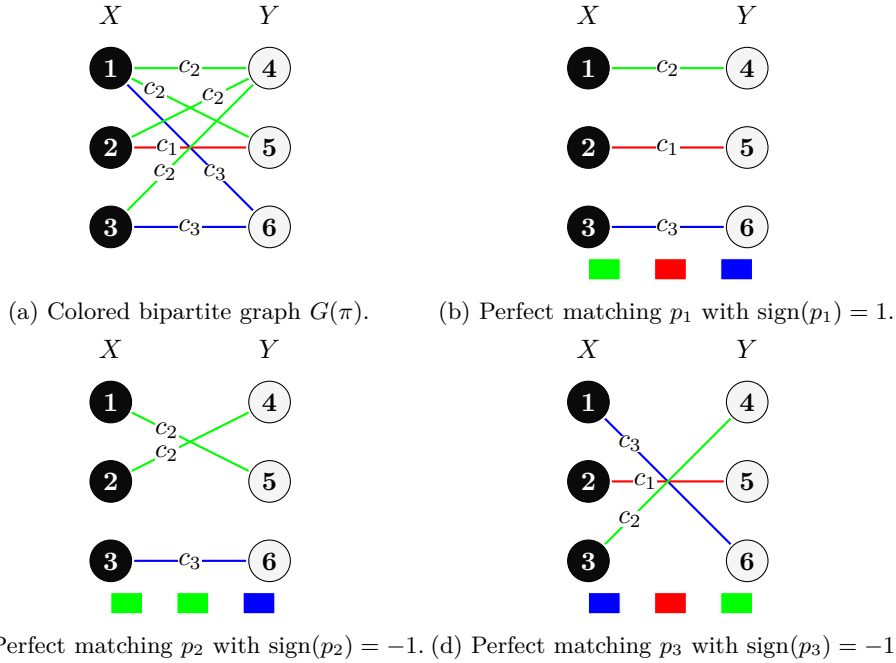 X Y X Y
1 c₂ 4 1 c₂ 4
c₂ c₂
2 c₁ 5 2 c₁ 5
c₂ c₃
3 c₃ 6 3 c₃ 6
(a) Colored bipartite graph G(π). (b) Perfect matching p₁ with sign(p₁) = 1.
X Y X Y
1 4 1 4
c₂ c₃
c₂
2 5 2 c₁ 5
c₂
3 c₃ 6 3 6
Perfect matching p₂ with sign(p₂) = −1. (d) Perfect matching p₃ with sign(p₃) = −1